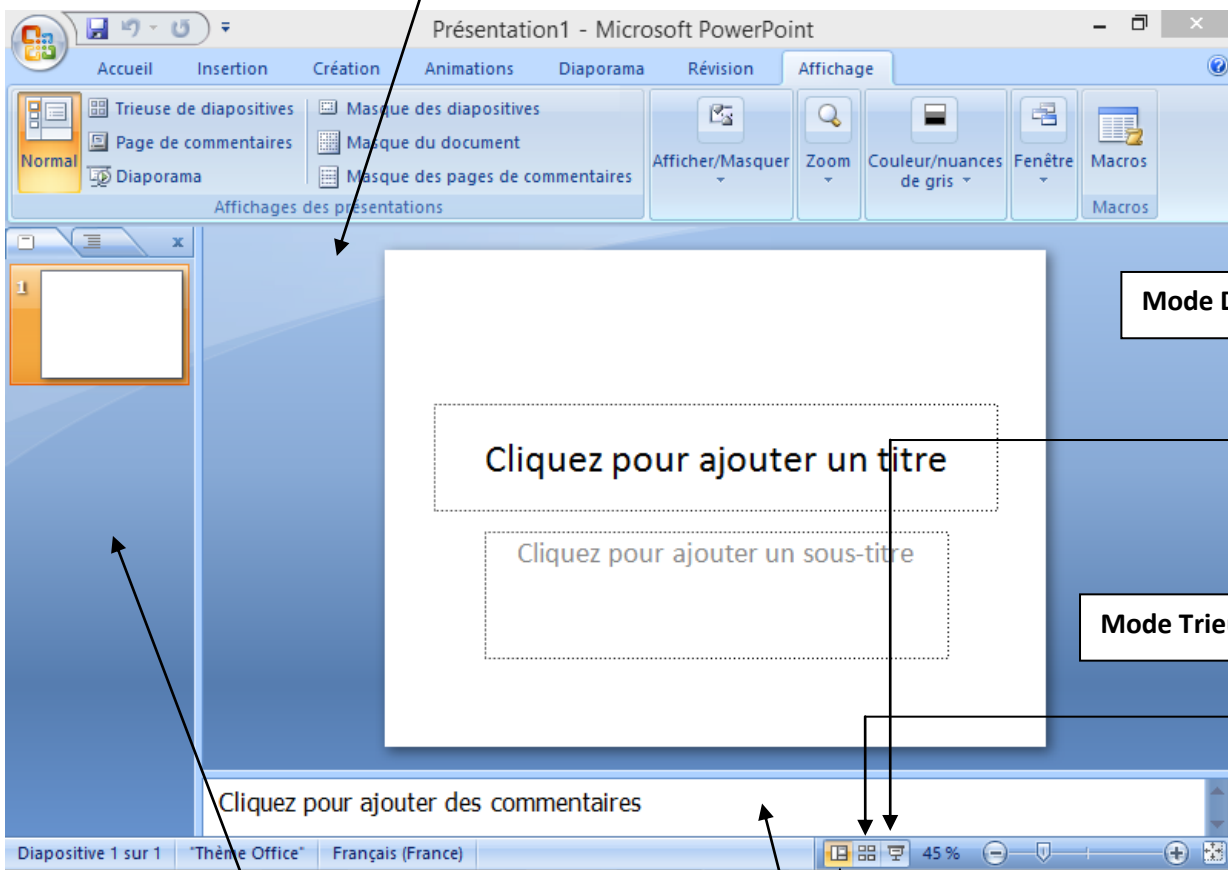 Présentation1 - Microsoft PowerPoint
Accueil Insertion Création Animations Diaporama Révision Affichage
Normal
Trieuse de diapositives
Page de commentaires
Diaporama
Masque des diapositives
Masque du document
Masque des pages de commentaires
Affichages des présentations
Afficher/Masquer
Zoom
Couleur/nuances
de gris
Fenêtre
Macros
Macros
1
Mode D
Cliquez pour ajouter un titre
Cliquez pour ajouter un sous-titre
Mode Trie
Cliquez pour ajouter des commentaires
Diapositive 1 sur 1 "Thème Office" Français (France) 45 %